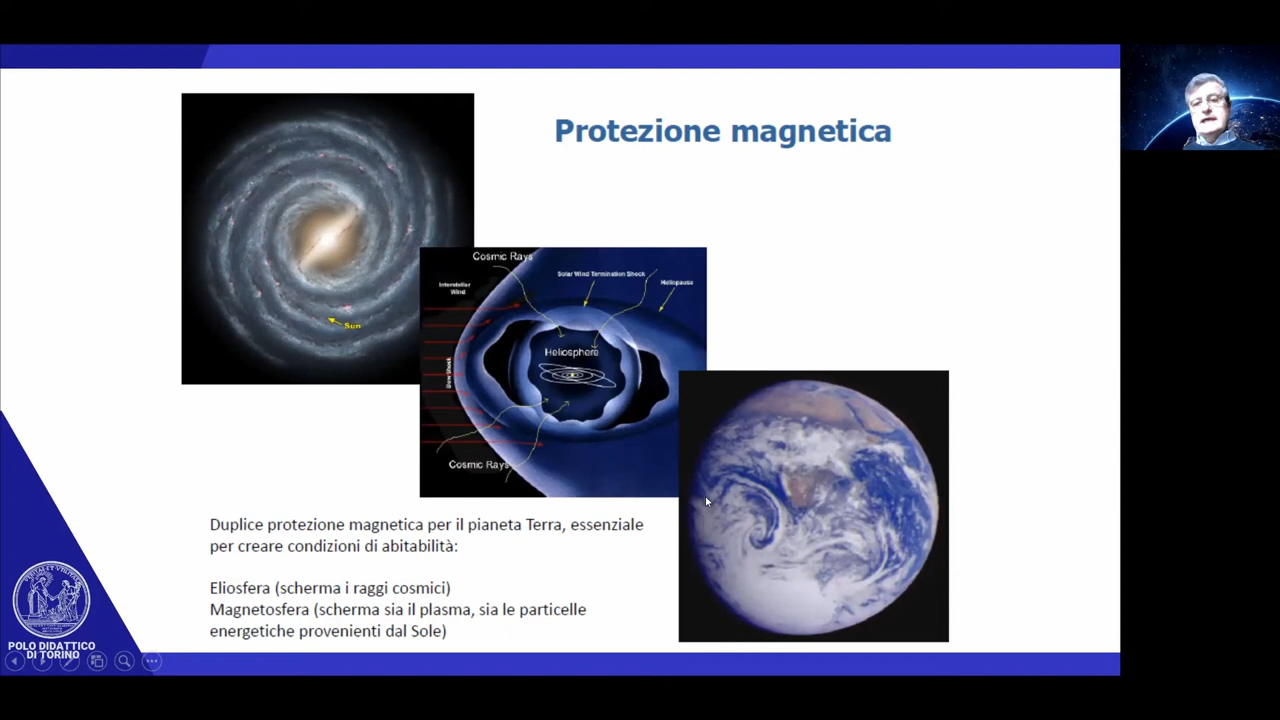 Protezione magnetica
Sun
Cosmic Rays
Solar Wind Termination Shock
Interstellar
Wind
Heliopause
Heliosphere
Bow Shock
Cosmic Rays
Duplice protezione magnetica per il pianeta Terra, essenziale
per creare condizioni di abitabilità:
Eliosfera (scherma i raggi cosmici)
Magnetosfera (scherma sia il plasma, sia le particelle
energetiche provenienti dal Sole)
POLO DIDATTICO
DI TORINO